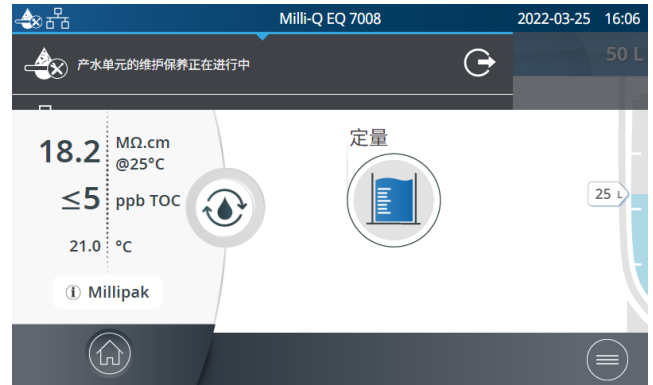 Milli-Q EQ 7008
2022-03-25 16:06
产水单元的维护保养正在进行中
50 L
18.2 MΩ.cm
@25°C
≤5 ppb TOC
21.0 °C
i Millipak
定量
25 L